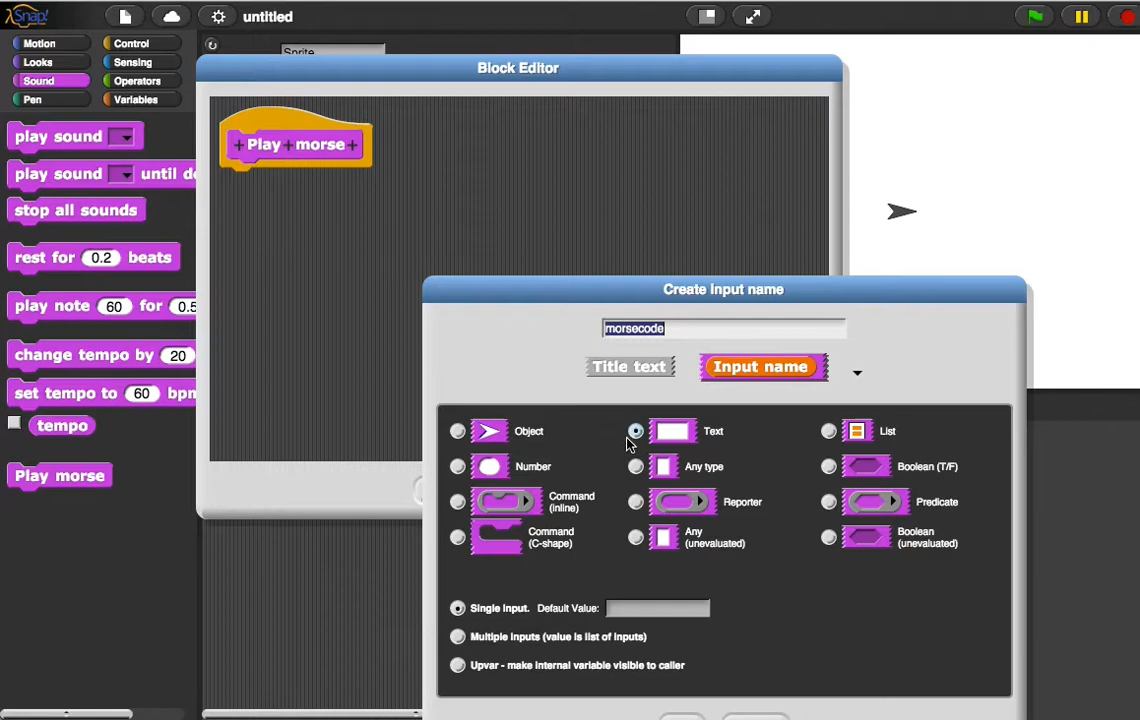 Snap!
untitled
Motion
Control
Looks
Sensing
Sound
Operators
Pen
Variables
Sprite
Block Editor
+ Play + morse +
play sound
play sound until do
stop all sounds
rest for 0.2 beats
play note 60 for 0.5
change tempo by 20
set tempo to 60 bpm
tempo
Play morse
Create input name
morsecode
Title text
Input name
Object
Text
List
Number
Any type
Boolean (T/F)
Command
(inline)
Reporter
Predicate
Command
(C-shape)
Any
(unevaluated)
Boolean
(unevaluated)
Single input. Default Value:
Multiple inputs (value is list of inputs)
Upvar - make internal variable visible to caller